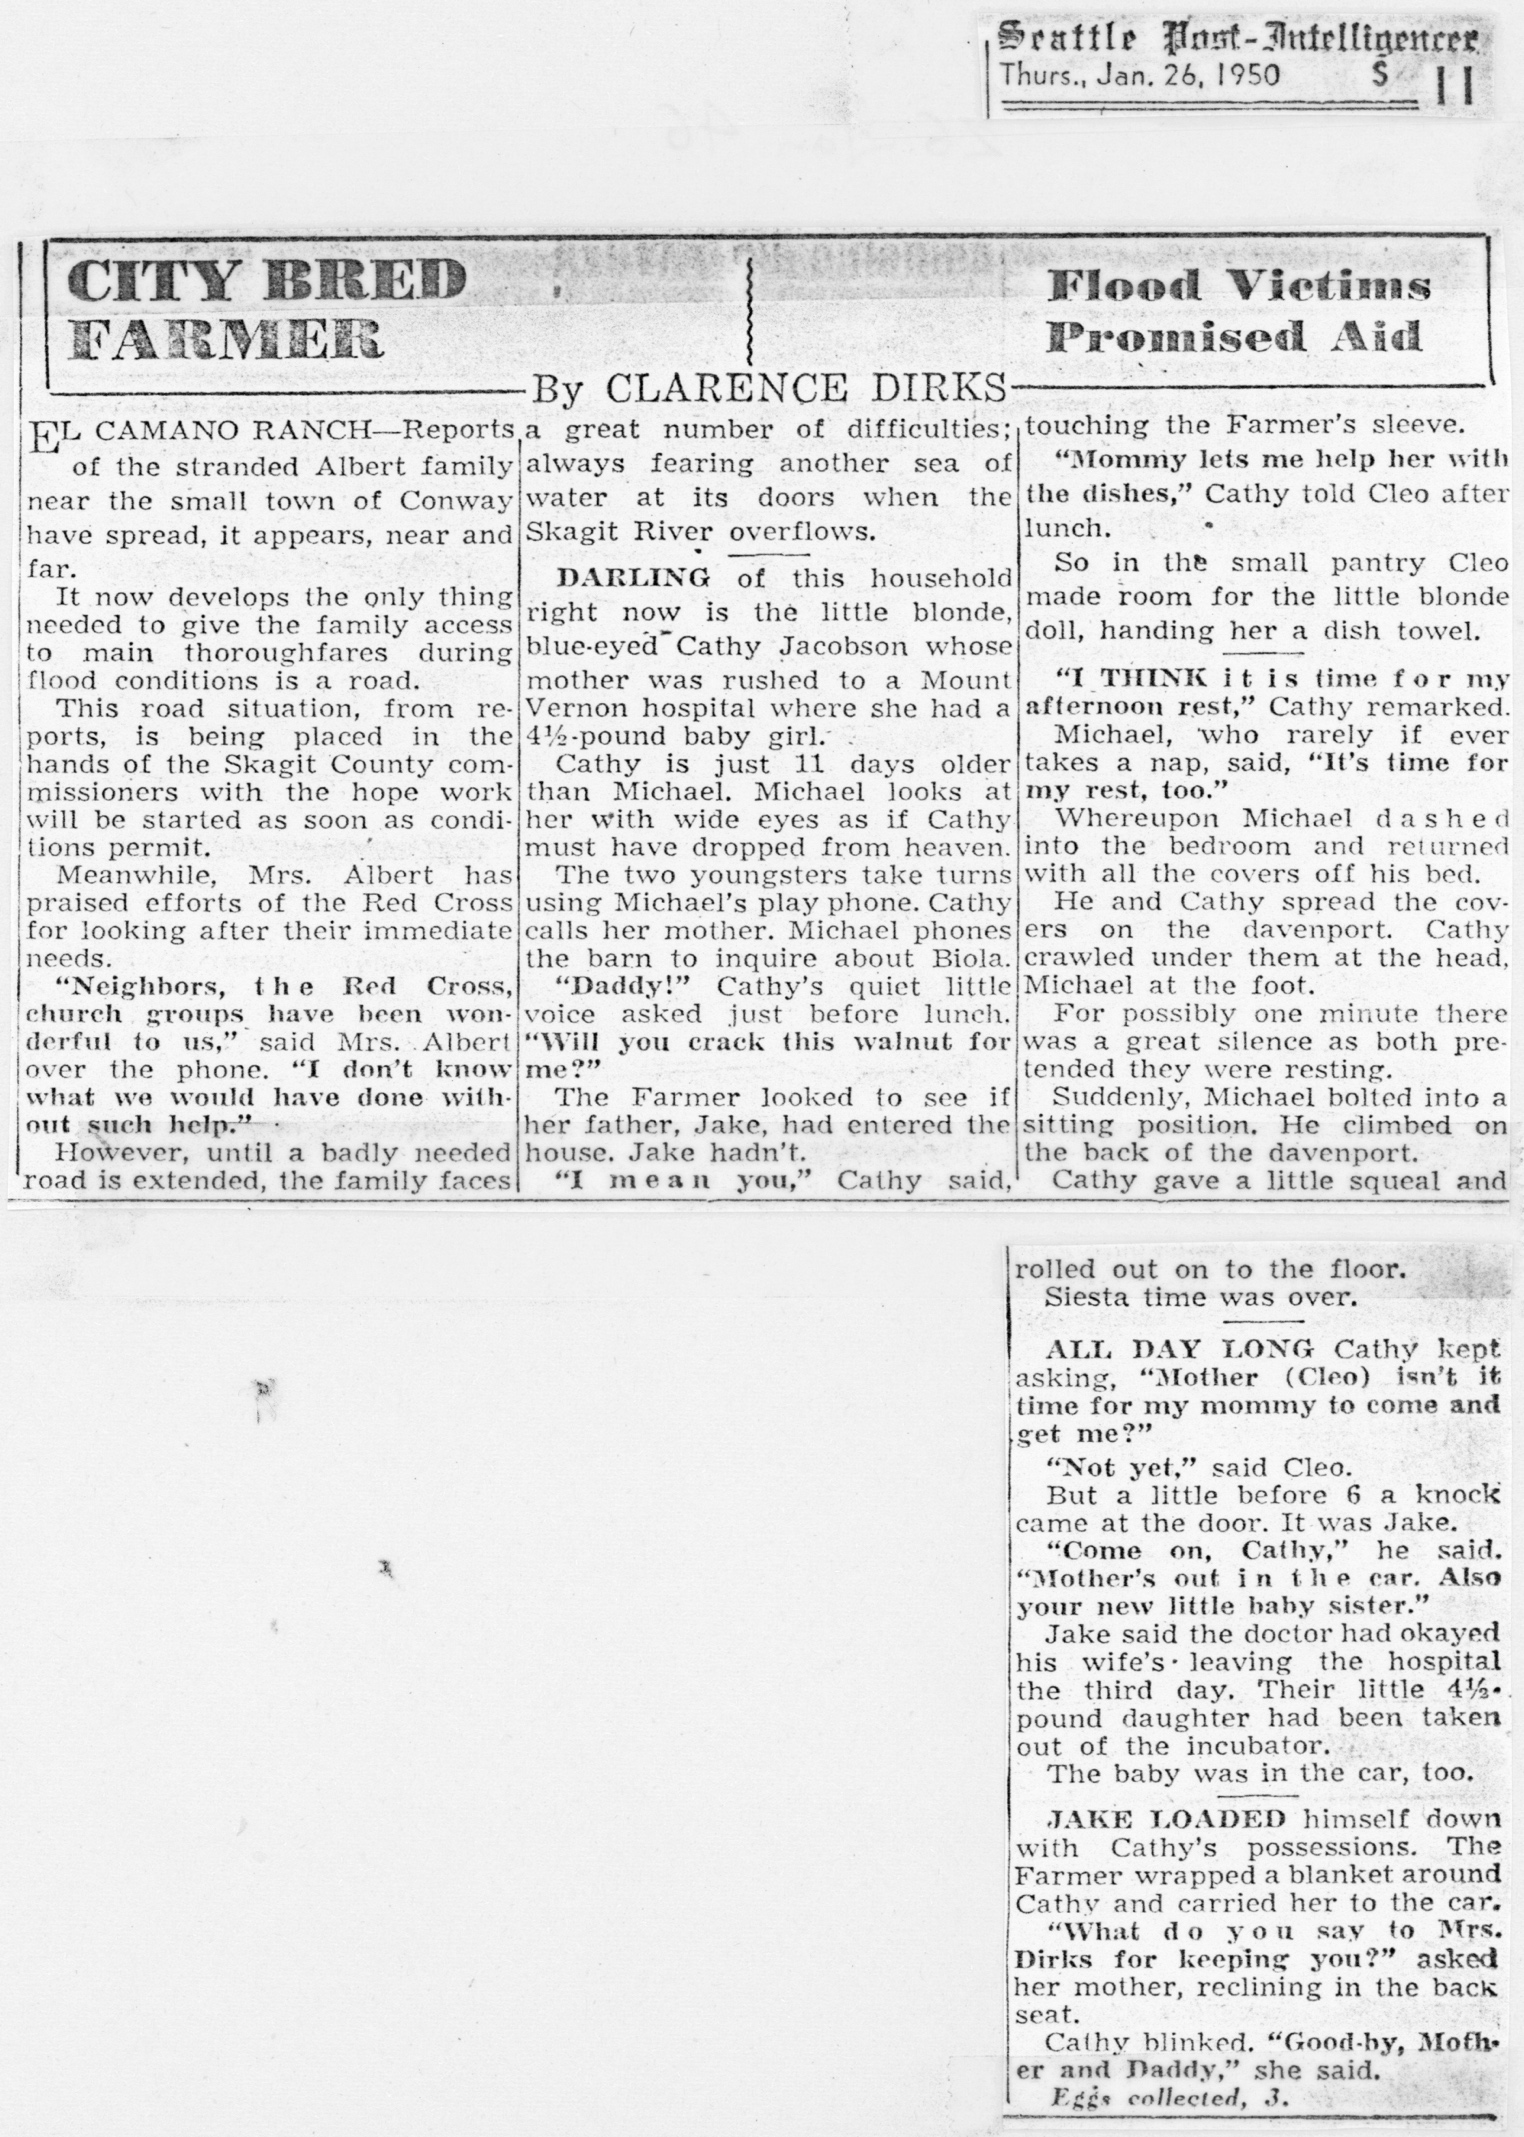 Seattle Post-Intelligencer
Thurs., Jan. 26, 1950 S 11
CITY BRED
FARMER
Flood Victims
Promised Aid
By CLARENCE DIRKS
EL CAMANO RANCH—Reports
of the stranded Albert family
near the small town of Conway
have spread, it appears, near and
far.
It now develops the only thing
needed to give the family access
to main thoroughfares during
flood conditions is a road.
This road situation, from re-
ports, is being placed in the
hands of the Skagit County com-
missioners with the hope work
will be started as soon as condi-
tions permit.
Meanwhile, Mrs. Albert has
praised efforts of the Red Cross
for looking after their immediate
needs.
"Neighbors, the Red Cross,
church groups have been won-
derful to us," said Mrs. Albert
over the phone. "I don't know
what we would have done with-
out such help."
However, until a badly needed
road is extended, the family faces
a great number of difficulties;
always fearing another sea of
water at its doors when the
Skagit River overflows.
DARLING of this household
right now is the little blonde,
blue-eyed Cathy Jacobson whose
mother was rushed to a Mount
Vernon hospital where she had a
4½-pound baby girl.
Cathy is just 11 days older
than Michael. Michael looks at
her with wide eyes as if Cathy
must have dropped from heaven.
The two youngsters take turns
using Michael's play phone. Cathy
calls her mother. Michael phones
the barn to inquire about Biola.
"Daddy!" Cathy's quiet little
voice asked just before lunch.
"Will you crack this walnut for
me?"
The Farmer looked to see if
her father, Jake, had entered the
house. Jake hadn't.
"I mean you," Cathy said,
touching the Farmer's sleeve.
"Mommy lets me help her with
the dishes," Cathy told Cleo after
lunch.
So in the small pantry Cleo
made room for the little blonde
doll, handing her a dish towel.
"I THINK it is time for my
afternoon rest," Cathy remarked.
Michael, who rarely if ever
takes a nap, said, "It's time for
my rest, too."
Whereupon Michael dashed
into the bedroom and returned
with all the covers off his bed.
He and Cathy spread the cov-
ers on the davenport. Cathy
crawled under them at the head,
Michael at the foot.
For possibly one minute there
was a great silence as both pre-
tended they were resting.
Suddenly, Michael bolted into a
sitting position. He climbed on
the back of the davenport.
Cathy gave a little squeal and
rolled out on to the floor.
Siesta time was over.
ALL DAY LONG Cathy kept
asking, "Mother (Cleo) isn't it
time for my mommy to come and
get me?"
"Not yet," said Cleo.
But a little before 6 a knock
came at the door. It was Jake.
"Come on, Cathy," he said.
"Mother's out in the car. Also
your new little baby sister."
Jake said the doctor had okayed
his wife's leaving the hospital
the third day. Their little 4½-
pound daughter had been taken
out of the incubator.
The baby was in the car, too.
JAKE LOADED himself down
with Cathy's possessions. The
Farmer wrapped a blanket around
Cathy and carried her to the car.
"What do you say to Mrs.
Dirks for keeping you?" asked
her mother, reclining in the back
seat.
Cathy blinked. "Good-by, Moth-
er and Daddy," she said.
Eggs collected, 3.